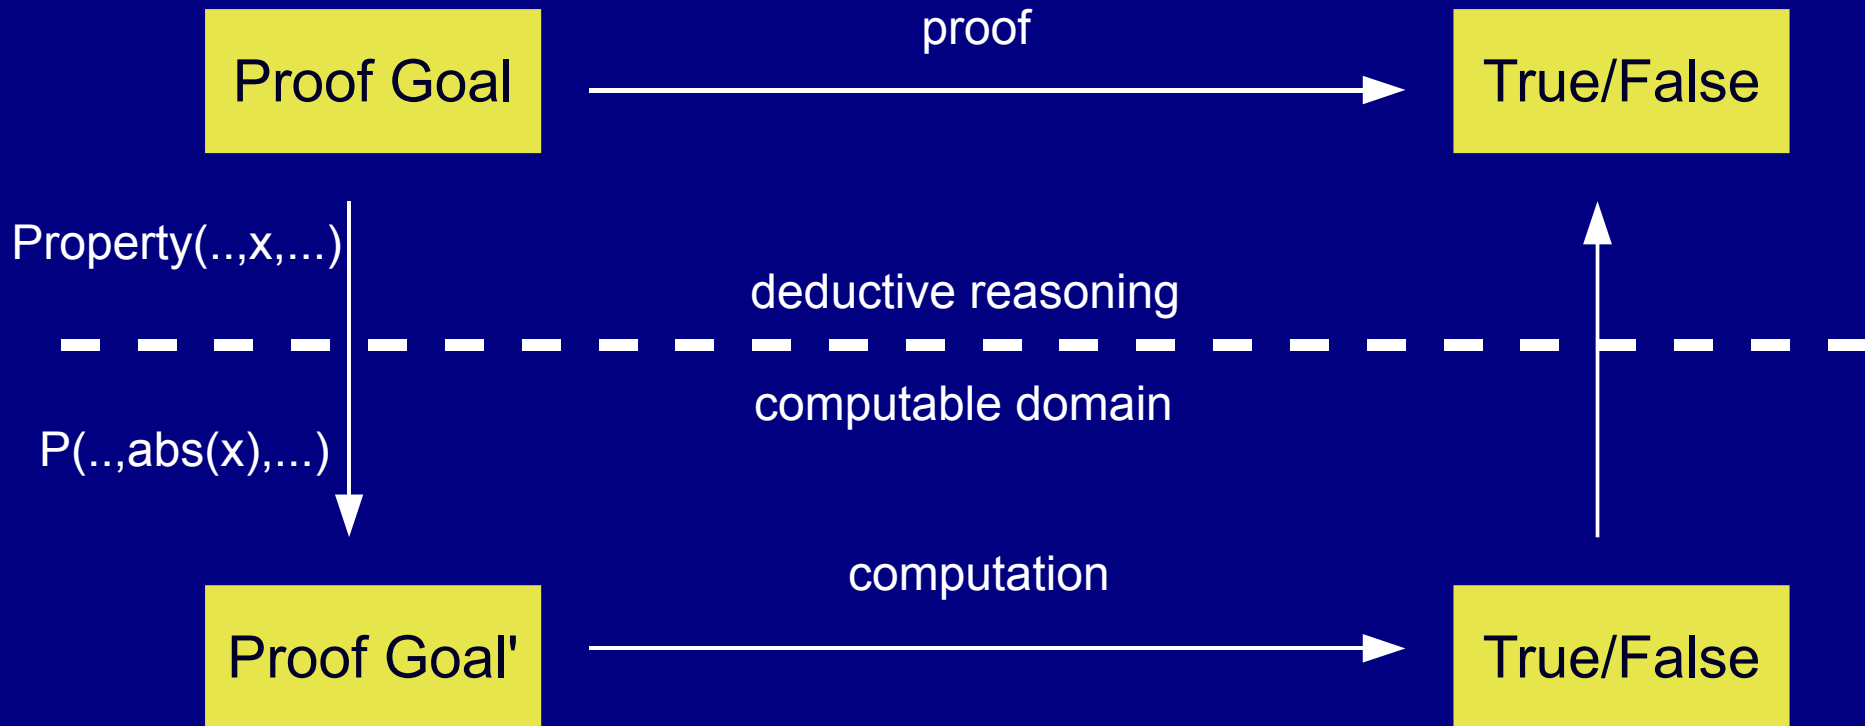 proof
Proof Goal
True/False
Property(..,x,...)
deductive reasoning
computable domain
P(..,abs(x),...)
computation
Proof Goal'
True/False